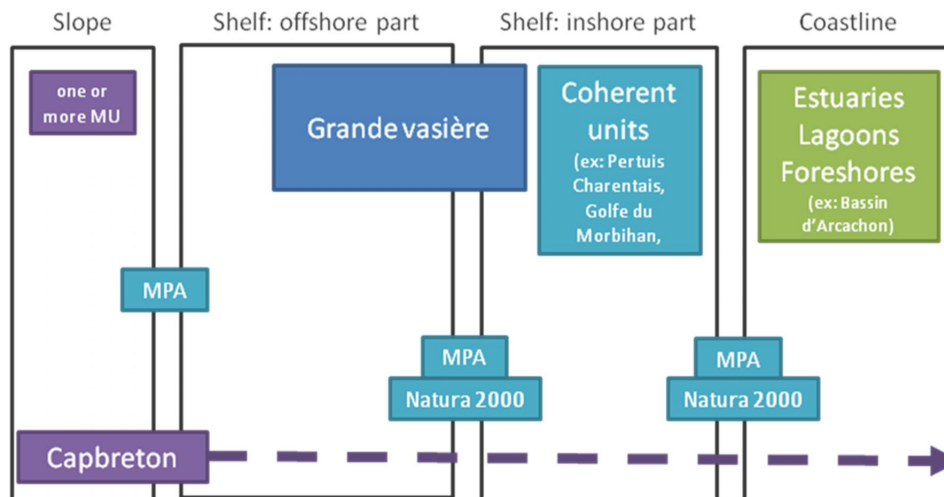 Slope
Shelf: offshore part
Shelf: inshore part
Coastline
one or
more MU
Grande vasière
Coherent
units
(ex: Pertuis
Charentais,
Golfe du
Morbihan,
Estuaries
Lagoons
Foreshores
(ex: Bassin
d'Arcachon)
MPA
MPA
Natura 2000
MPA
Natura 2000
Capbreton